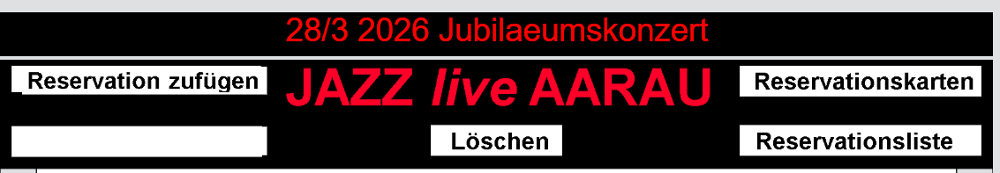 28/3 2026 Jubilaeumskonzert
Reservation zufügen
JAZZ live AARAU
Reservationskarten
Löschen
Reservationsliste